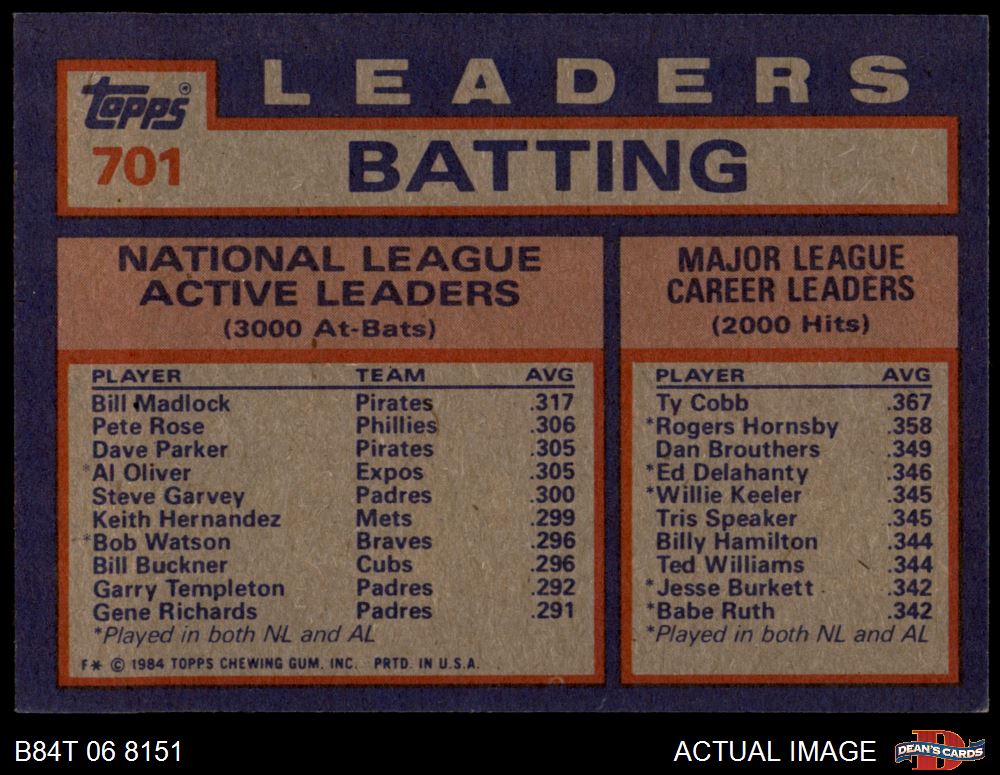 topps®
701
LEADERS
BATTING
NATIONAL LEAGUE
ACTIVE LEADERS
(3000 At-Bats)
PLAYER TEAM AVG
Bill Madlock Pirates .317
Pete Rose Phillies .306
Dave Parker Pirates .305
*Al Oliver Expos .305
Steve Garvey Padres .300
Keith Hernandez Mets .299
*Bob Watson Braves .296
Bill Buckner Cubs .296
Garry Templeton Padres .292
Gene Richards Padres .291
*Played in both NL and AL
F* © 1984 TOPPS CHEWING GUM, INC. PRTD. IN U.S.A.
MAJOR LEAGUE
CAREER LEADERS
(2000 Hits)
PLAYER AVG
Ty Cobb .367
*Rogers Hornsby .358
Dan Brouthers .349
*Ed Delahanty .346
*Willie Keeler .345
Tris Speaker .345
Billy Hamilton .344
Ted Williams .344
*Jesse Burkett .342
*Babe Ruth .342
*Played in both NL and AL
B84T 06 8151
ACTUAL IMAGE
DEAN'S CARDS